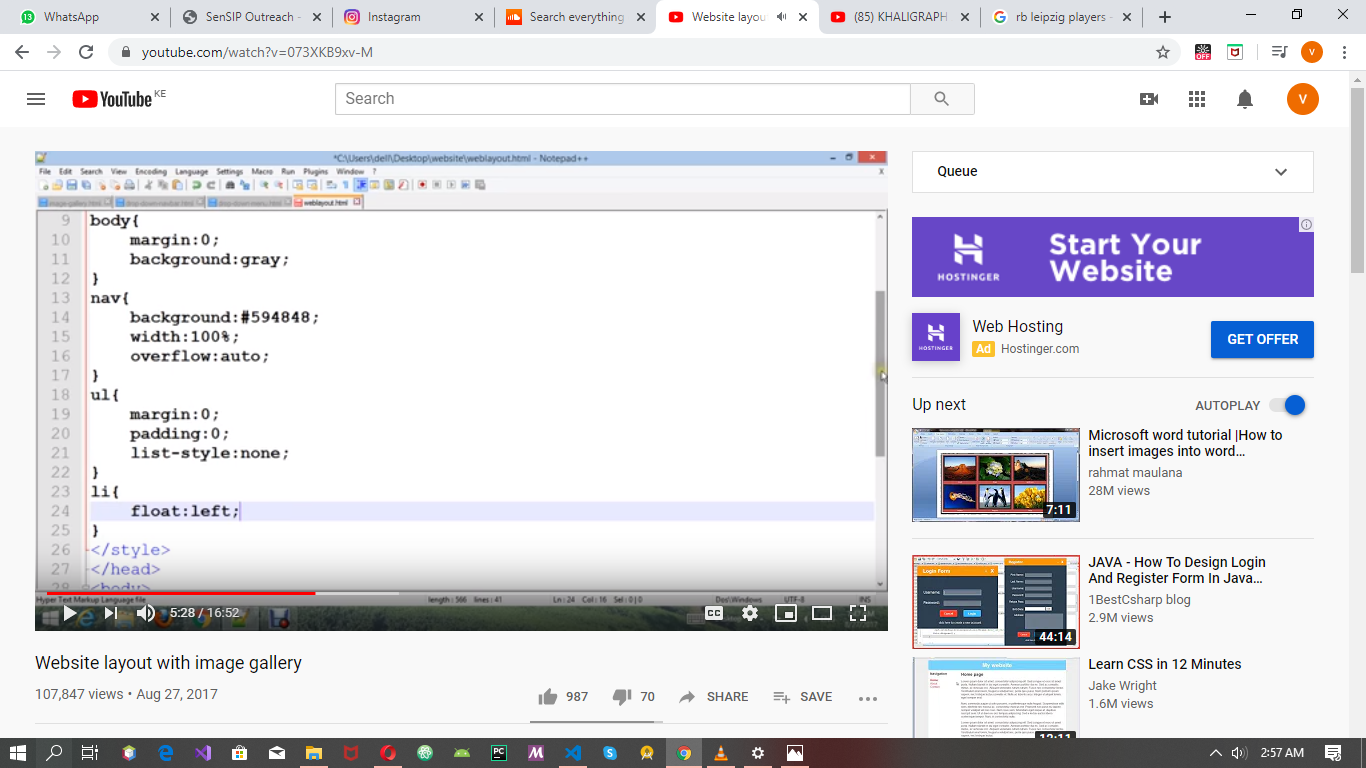 13 WhatsApp
SenSIP Outreach -
Instagram
Search everything
Website layou
(85) KHALIGRAPH
rb leipzig players -
youtube.com/watch?v=073XKB9xv-M
OFF
V
YouTube KE
Search
V
*C:\Users\dell\Desktop\website\weblayout.html - Notepad++
File Edit Search View Encoding Language Settings Macro Run Plugins Window ?
X
image-gallery.html drop-down-navbar.html drop-down-menu.html weblayout.html
9 body{
10 margin:0;
11 background:gray;
12 }
13 nav{
14 background:#594848;
15 width:100%;
16 overflow:auto;
17 }
18 ul{
19 margin:0;
20 padding:0;
21 list-style:none;
22 }
23 li{
24 float:left;
25 }
26 </style>
27 </head>
28 <body>
Hyper Text Markup Language file length : 566 lines : 41 Ln : 24 Col : 16 Sel : 0 | 0 Dos\Windows UTF-8 INS
5:28 / 16:52
CC
Website layout with image gallery
107,847 views • Aug 27, 2017
987
70
SHARE
SAVE
Queue
HOSTINGER
Start Your
Website
HOSTINGER
Web Hosting
Ad Hostinger.com
GET OFFER
Up next
AUTOPLAY
7:11
Microsoft word tutorial |How to
insert images into word...
rahmat maulana
28M views
Login Form
44:14
JAVA - How To Design Login
And Register Form In Java...
1BestCsharp blog
2.9M views
My website
Navigation
Home page
12:11
Learn CSS in 12 Minutes
Jake Wright
1.6M views
PC
M
2:57 AM